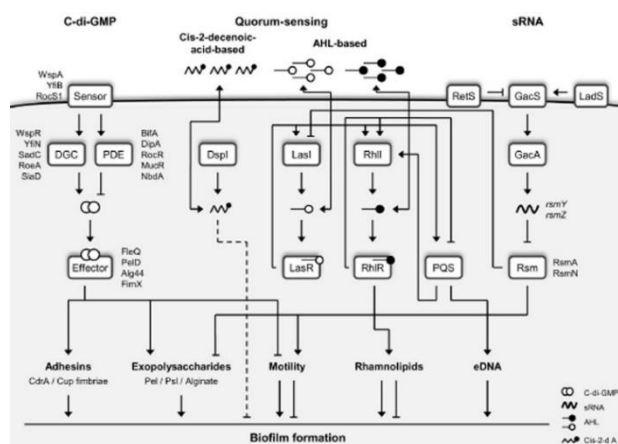 C-di-GMP
Quorum-sensing
sRNA
Cis-2-decenoic-
acid-based
AHL-based
WspA
YfiB
RocS1
Sensor
RetS
GacS
LadS
WspR
YfiN
SadC
RoeA
SiaD
DGC
PDE
BifA
DipA
RocR
MucR
NbdA
DspI
LasI
RhlI
GacA
rsmY
rsmZ
Effector
FleQ
PelD
Alg44
FimX
LasR
RhlR
PQS
Rsm
RsmA
RsmN
Adhesins
CdrA / Cup fimbriae
Exopolysaccharides
Pel / Psl / Alginate
Motility
Rhamnolipids
eDNA
C-di-GMP
sRNA
AHL
Cis-2-d A
Biofilm formation